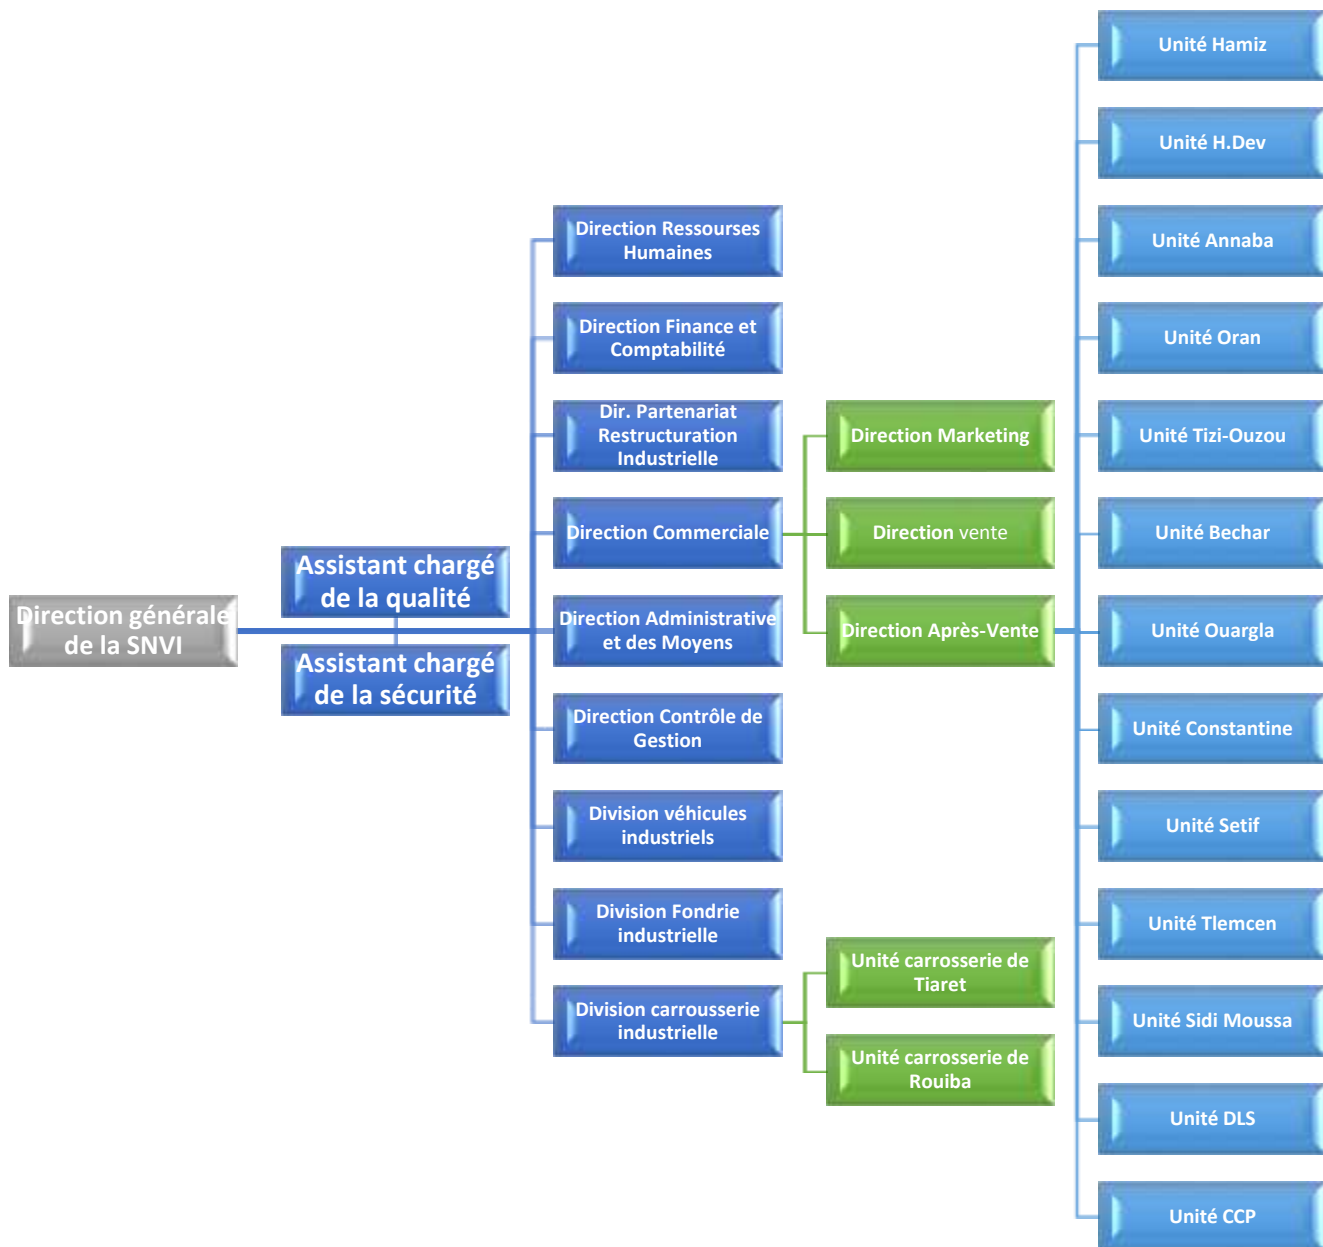 Direction générale
de la SNVI
Assistant chargé
de la qualité
Assistant chargé
de la sécurité
Direction Ressourses
Humaines
Direction Finance et
Comptabilité
Dir. Partenariat
Restructuration
Industrielle
Direction Commerciale
Direction Administrative
et des Moyens
Direction Contrôle de
Gestion
Division véhicules
industriels
Division Fondrie
industrielle
Division carrousserie
industrielle
Direction Marketing
Direction vente
Direction Après-Vente
Unité carrosserie de
Tiaret
Unité carrosserie de
Rouiba
Unité Hamiz
Unité H.Dev
Unité Annaba
Unité Oran
Unité Tizi-Ouzou
Unité Bechar
Unité Ouargla
Unité Constantine
Unité Setif
Unité Tlemcen
Unité Sidi Moussa
Unité DLS
Unité CCP